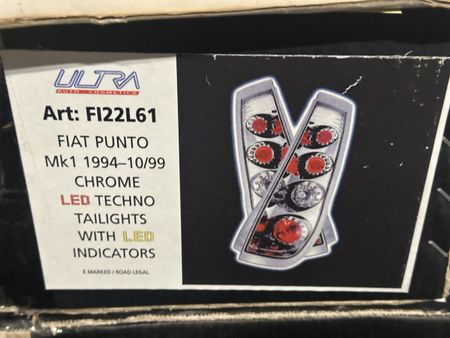 ULTRA
AUTO-COSMETICS
Art: FI22L61
FIAT PUNTO
Mk1 1994–10/99
CHROME
LED TECHNO
TAILIGHTS
WITH LED
INDICATORS
E MARKED / ROAD LEGAL